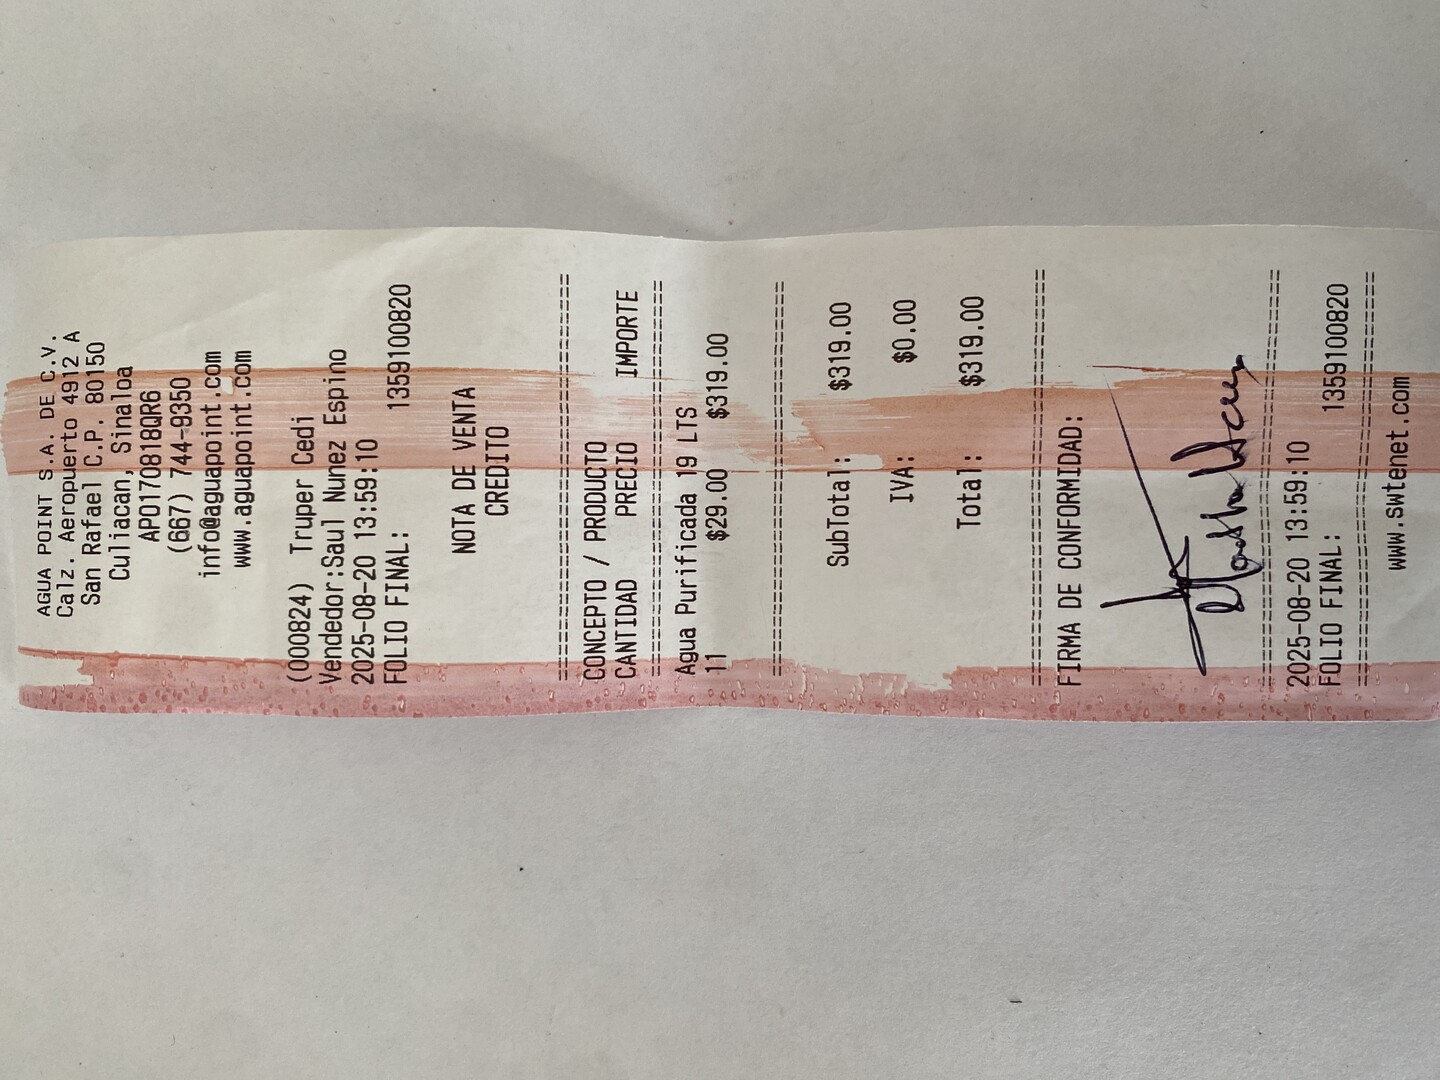 AGUA POINT S.A. DE C.V.
Calz. Aeropuerto 4912 A
San Rafael C.P. 80150
Culiacan, Sinaloa
APO170818QR6
(667) 744-9350
info@aguapoint.com
www.aguapoint.com
(000824) Truper Cedi
Vendedor:Saul Nunez Espino
2025-08-20 13:59:10
FOLIO FINAL: 1359100820
NOTA DE VENTA
CREDITO
CONCEPTO / PRODUCTO
CANTIDAD PRECIO IMPORTE
Agua Purificada 19 LTS
11 $29.00 $319.00
SubTotal: $319.00
IVA: $0.00
Total: $319.00
FIRMA DE CONFORMIDAD:
2025-08-20 13:59:10
FOLIO FINAL: 1359100820
www.swtenet.com